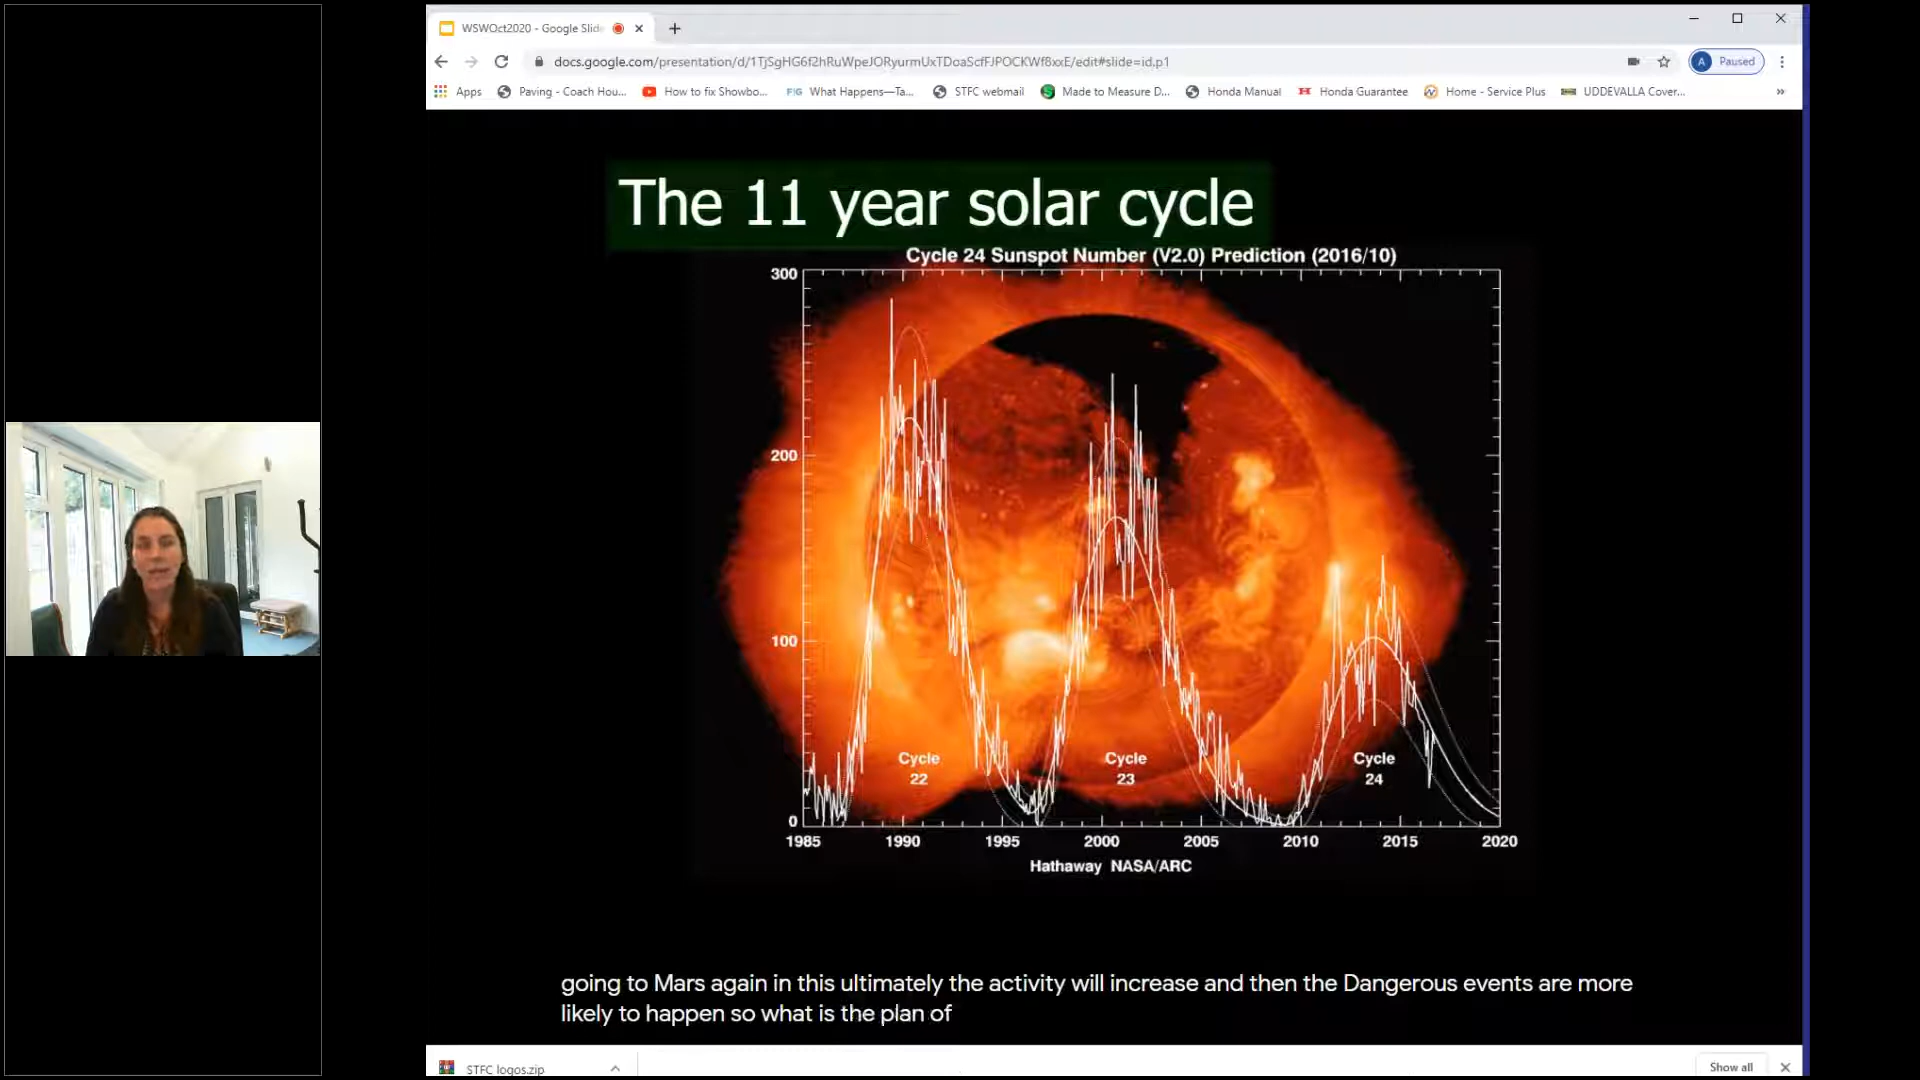 WSWOct2020 - Google Slid
docs.google.com/presentation/d/1TjSgHG6f2hRuWpeJORyurmUxTDoaScfFJPOCKWf8xxE/edit#slide=id.p1
A Paused
Apps Paving - Coach Hou... How to fix Showbo... FIG What Happens—Ta... STFC webmail Made to Measure D... Honda Manual Honda Guarantee Home - Service Plus UDDEVALLA Cover... »
The 11 year solar cycle
Cycle 24 Sunspot Number (V2.0) Prediction (2016/10)
300
200
100
0
Cycle
22
Cycle
23
Cycle
24
1985 1990 1995 2000 2005 2010 2015 2020
Hathaway NASA/ARC
going to Mars again in this ultimately the activity will increase and then the Dangerous events are more
likely to happen so what is the plan of
STFC logos.zip
Show all